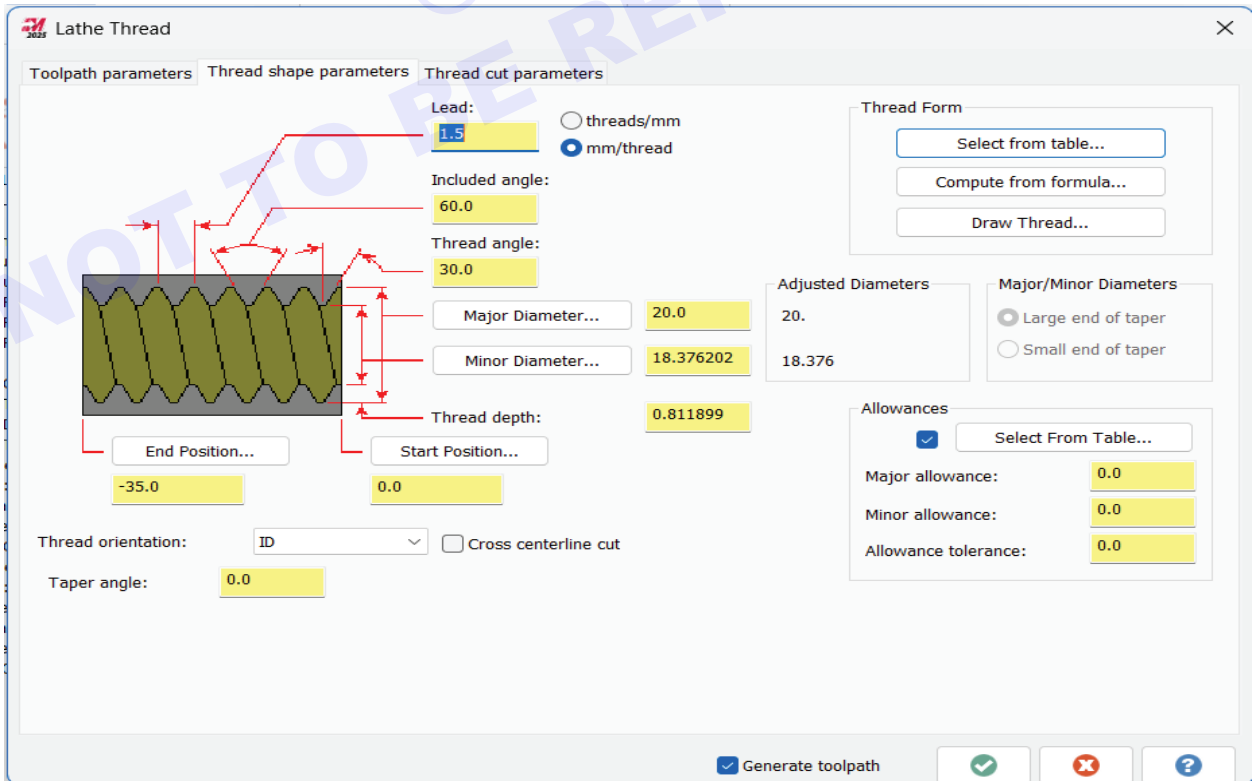 2025 Lathe Thread
Toolpath parameters Thread shape parameters Thread cut parameters
NOT TO BE
Lead:
1.5
threads/mm
mm/thread
Included angle:
60.0
Thread angle:
30.0
Major Diameter... 20.0
Minor Diameter... 18.376202
Thread depth: 0.811899
End Position... Start Position...
-35.0 0.0
Thread orientation: ID Cross centerline cut
Taper angle: 0.0
Thread Form
Select from table...
Compute from formula...
Draw Thread...
Adjusted Diameters
20.
18.376
Major/Minor Diameters
Large end of taper
Small end of taper
Allowances
Select From Table...
Major allowance: 0.0
Minor allowance: 0.0
Allowance tolerance: 0.0
Generate toolpath